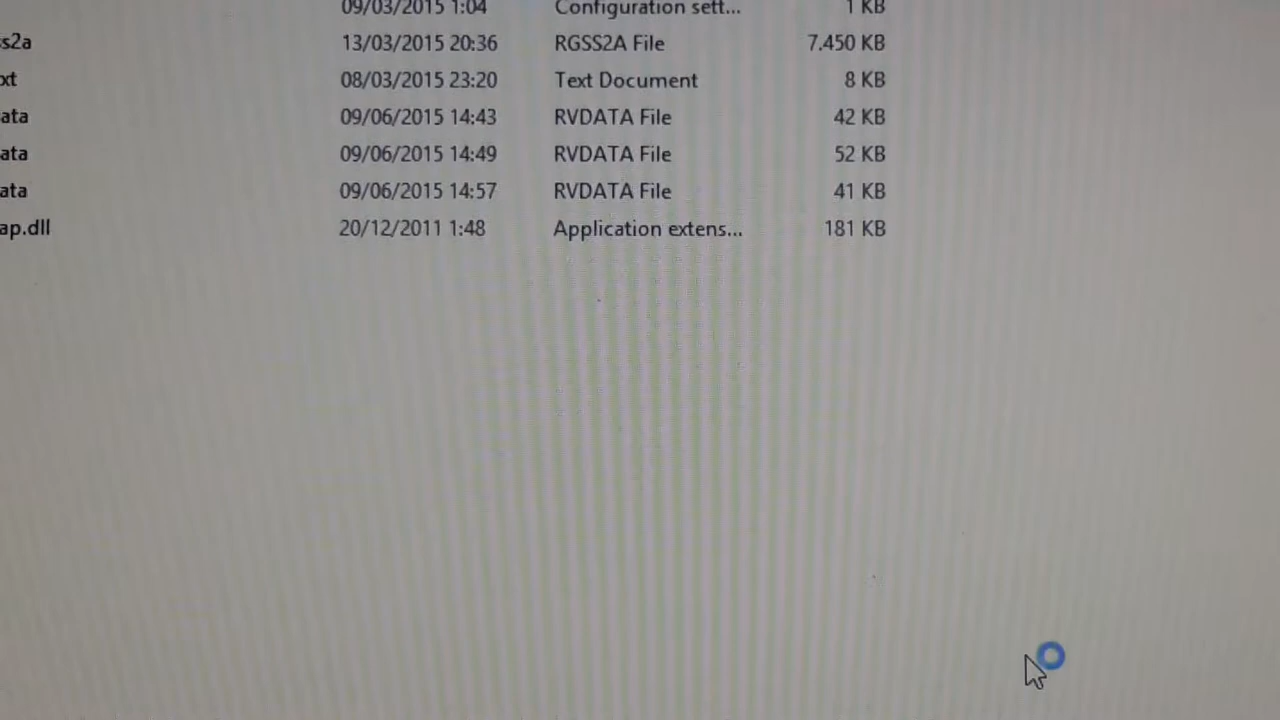 09/03/2015 1:04 Configuration sett... 1 KB
ss2a 13/03/2015 20:36 RGSS2A File 7.450 KB
xt 08/03/2015 23:20 Text Document 8 KB
ata 09/06/2015 14:43 RVDATA File 42 KB
ata 09/06/2015 14:49 RVDATA File 52 KB
ata 09/06/2015 14:57 RVDATA File 41 KB
ap.dll 20/12/2011 1:48 Application extens... 181 KB